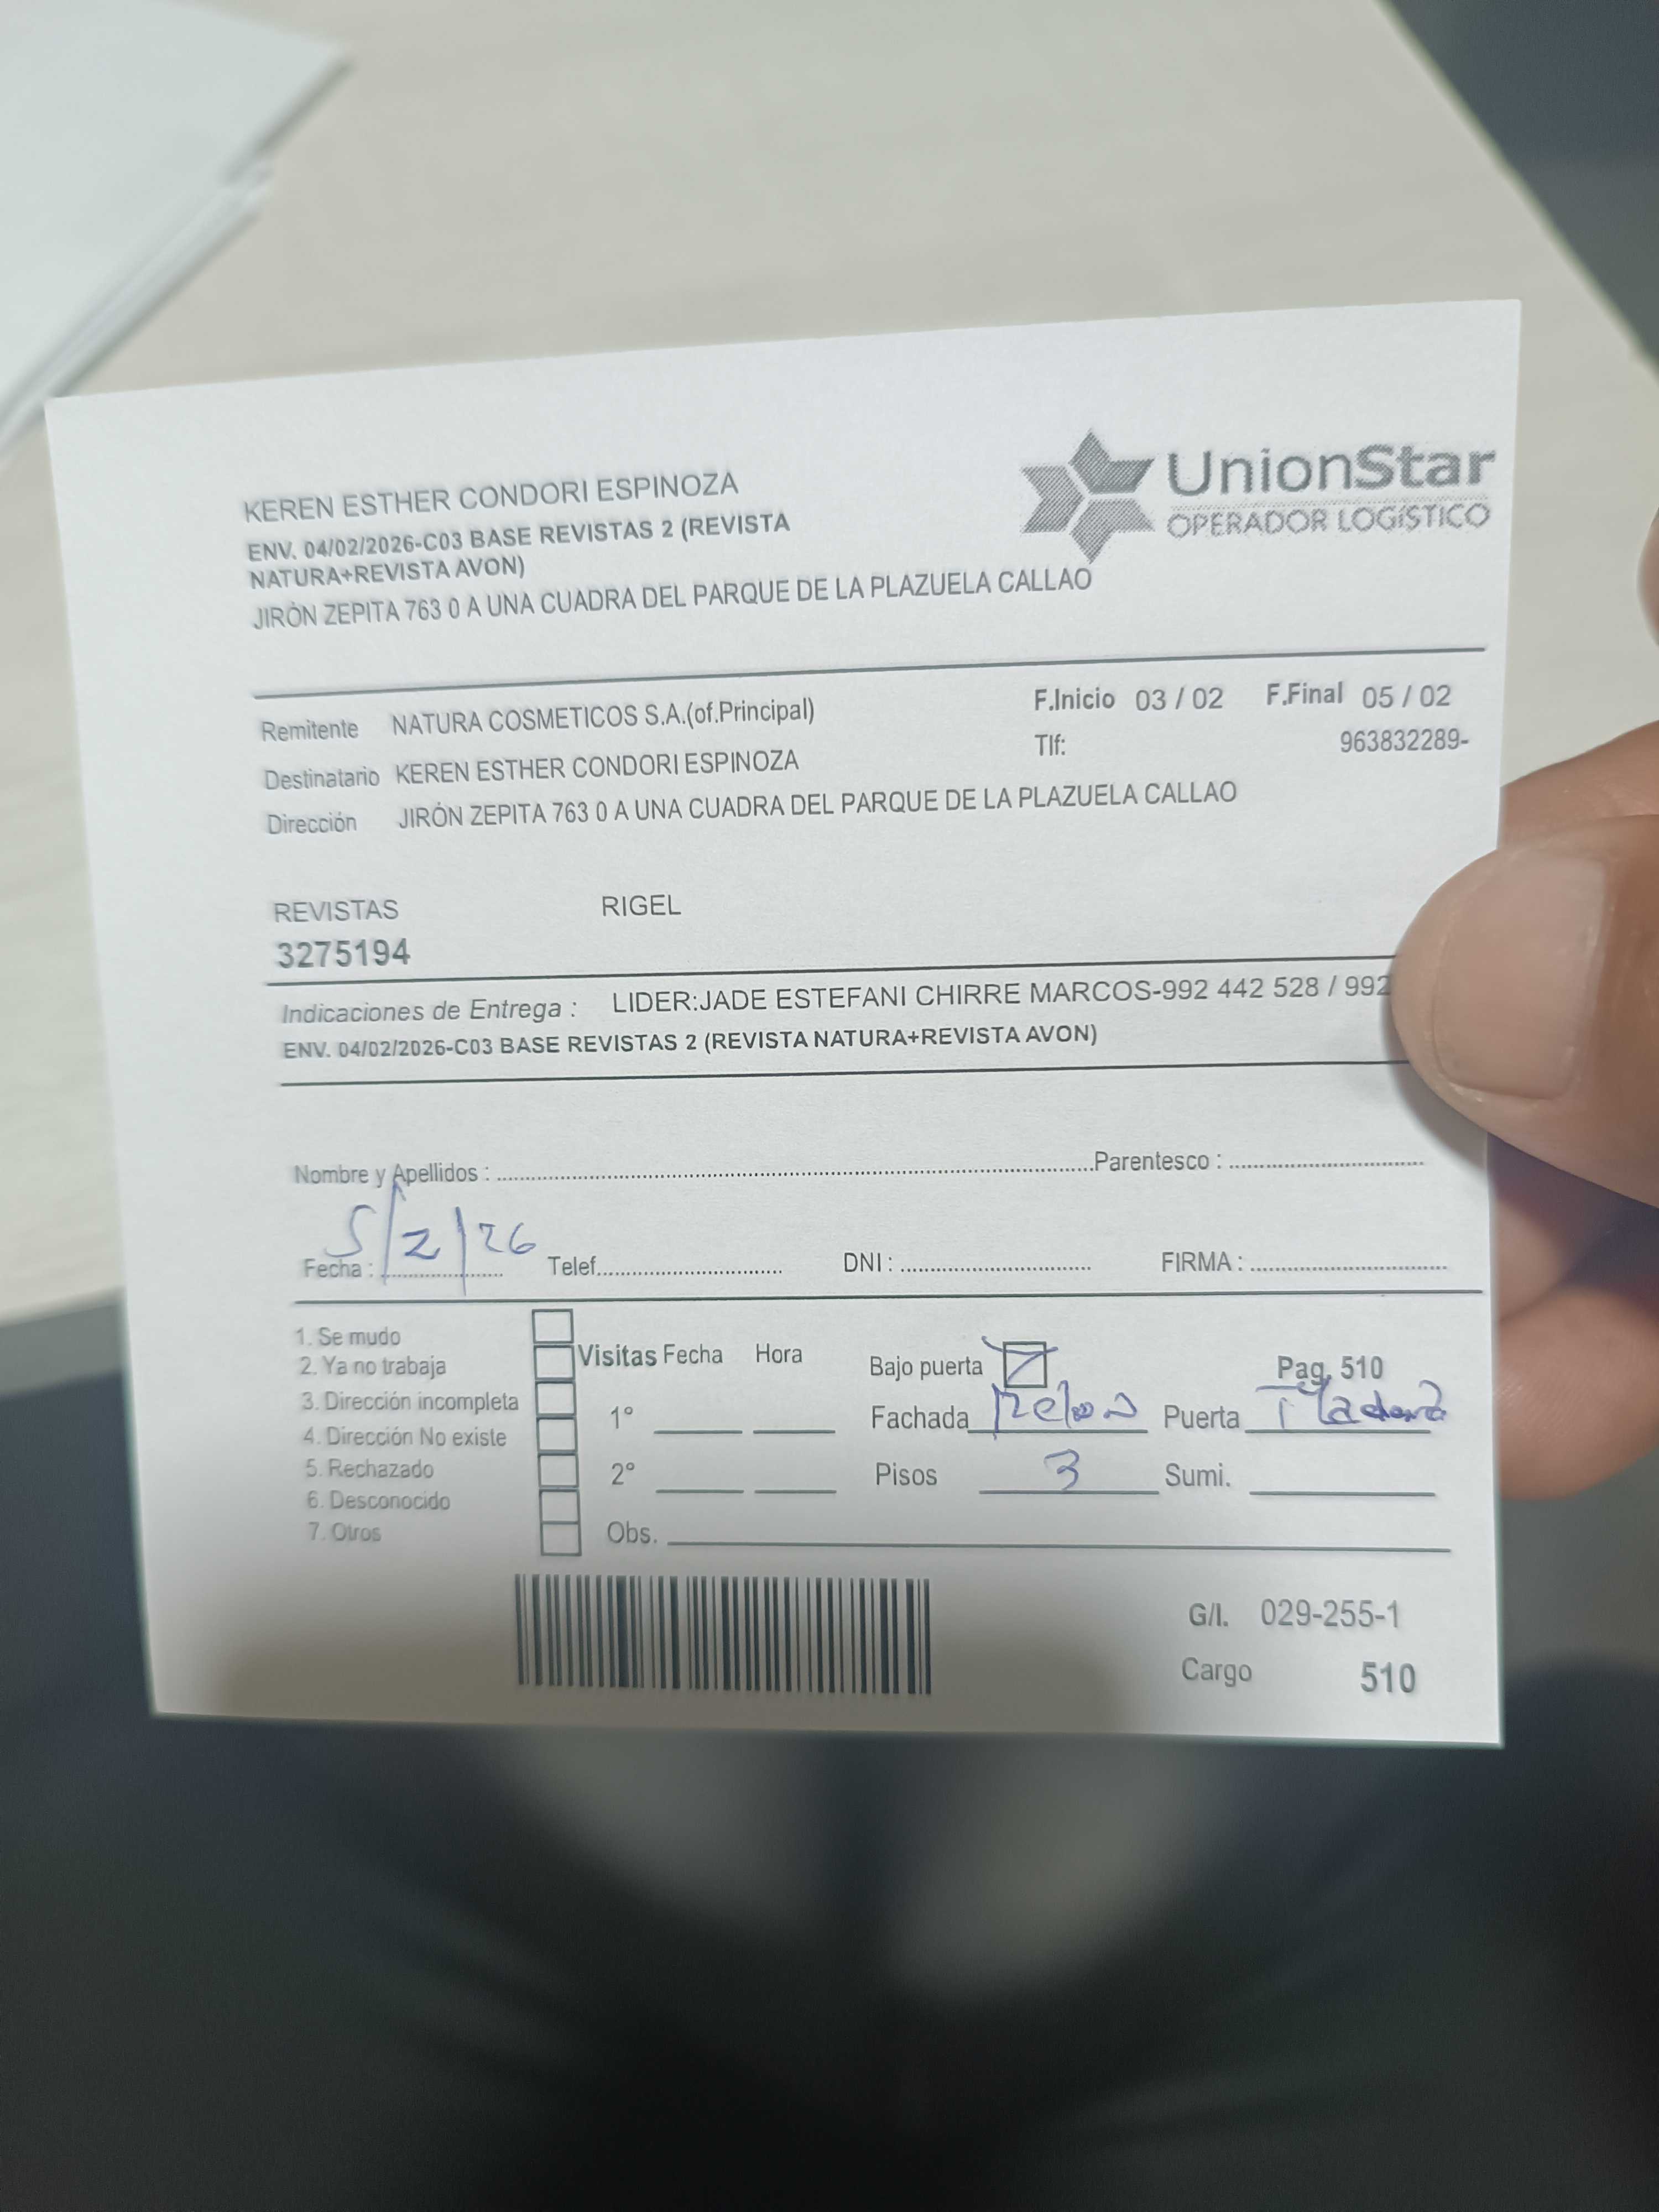 KEREN ESTHER CONDORI ESPINOZA
ENV. 04/02/2026-C03 BASE REVISTAS 2 (REVISTA
NATURA+REVISTA AVON)
JIRÓN ZEPITA 763 0 A UNA CUADRA DEL PARQUE DE LA PLAZUELA CALLAO
UnionStar
OPERADOR LOGÍSTICO
Remitente NATURA COSMETICOS S.A.(of.Principal) F.Inicio 03 / 02 F.Final 05 / 02
Destinatario KEREN ESTHER CONDORI ESPINOZA Tlf: 963832289-
Dirección JIRÓN ZEPITA 763 0 A UNA CUADRA DEL PARQUE DE LA PLAZUELA CALLAO
REVISTAS RIGEL
3275194
Indicaciones de Entrega : LIDER:JADE ESTEFANI CHIRRE MARCOS-992 442 528 / 992
ENV. 04/02/2026-C03 BASE REVISTAS 2 (REVISTA NATURA+REVISTA AVON)
Nombre y Apellidos : Parentesco :
Fecha : 5/2/26 Telef. DNI : FIRMA :
1. Se mudo
2. Ya no trabaja
3. Dirección incompleta
4. Dirección No existe
5. Rechazado
6. Desconocido
7. Otros
Visitas Fecha Hora
1°
2°
Obs.
Bajo puerta Pag. 510
Fachada Puerta Madera
Pisos 3 Sumi.
G/I. 029-255-1
Cargo 510